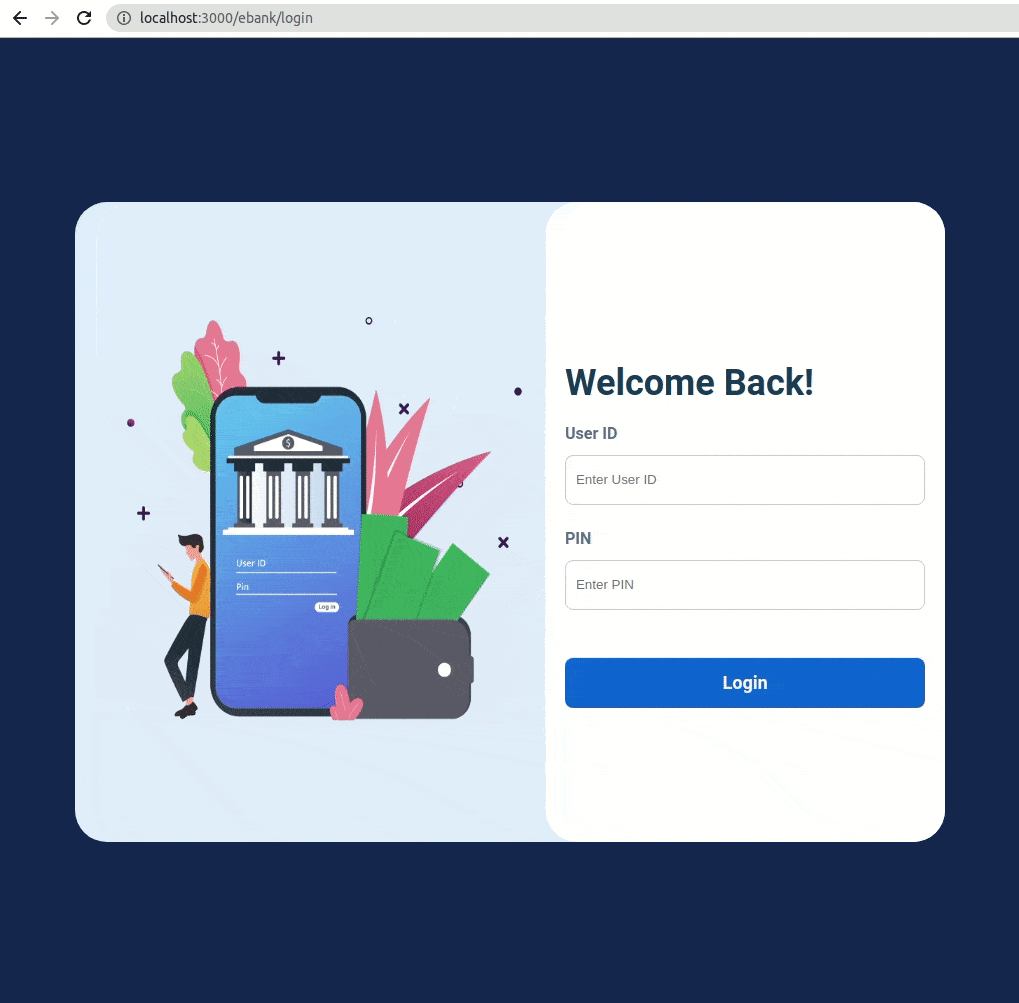 localhost:3000/ebank/login
$
User ID
Pin
Log in
Welcome Back!
User ID
Enter User ID
PIN
Enter PIN
Login